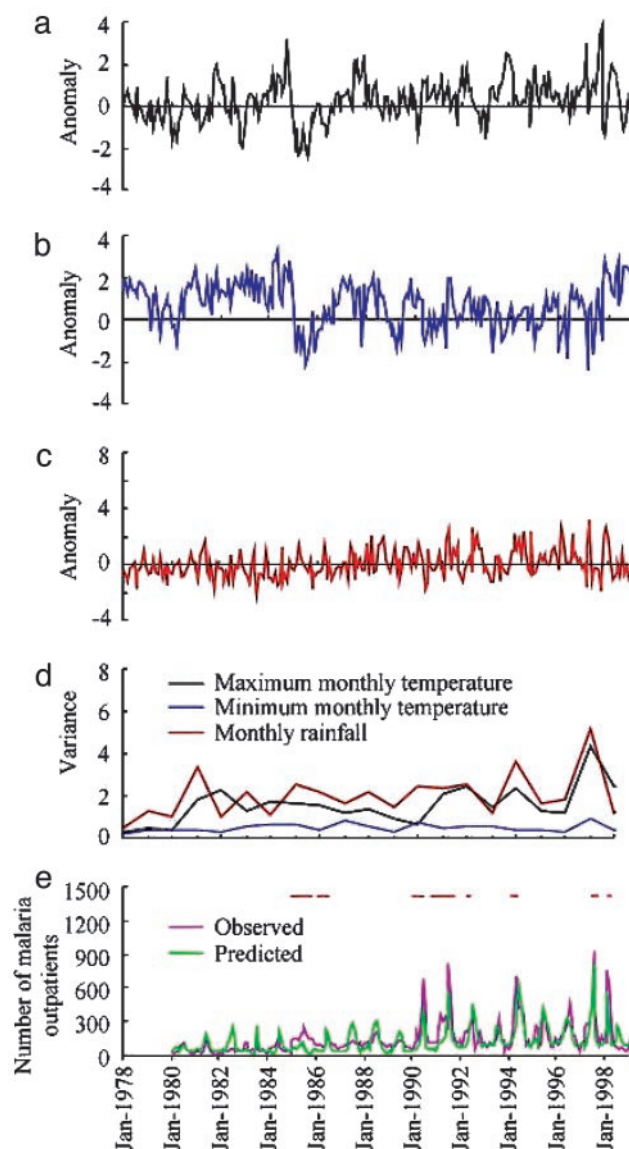 a
4
2
0
-2
-4
Anomaly
b
4
2
0
-2
-4
Anomaly
c
8
4
0
-4
Anomaly
d
8
6
4
2
0
Variance
Maximum monthly temperature
Minimum monthly temperature
Monthly rainfall
e
1500
1200
900
600
300
0
Number of malaria
outpatients
Observed
Predicted
Jan-1978
Jan-1980
Jan-1982
Jan-1984
Jan-1986
Jan-1988
Jan-1990
Jan-1992
Jan-1994
Jan-1996
Jan-1998